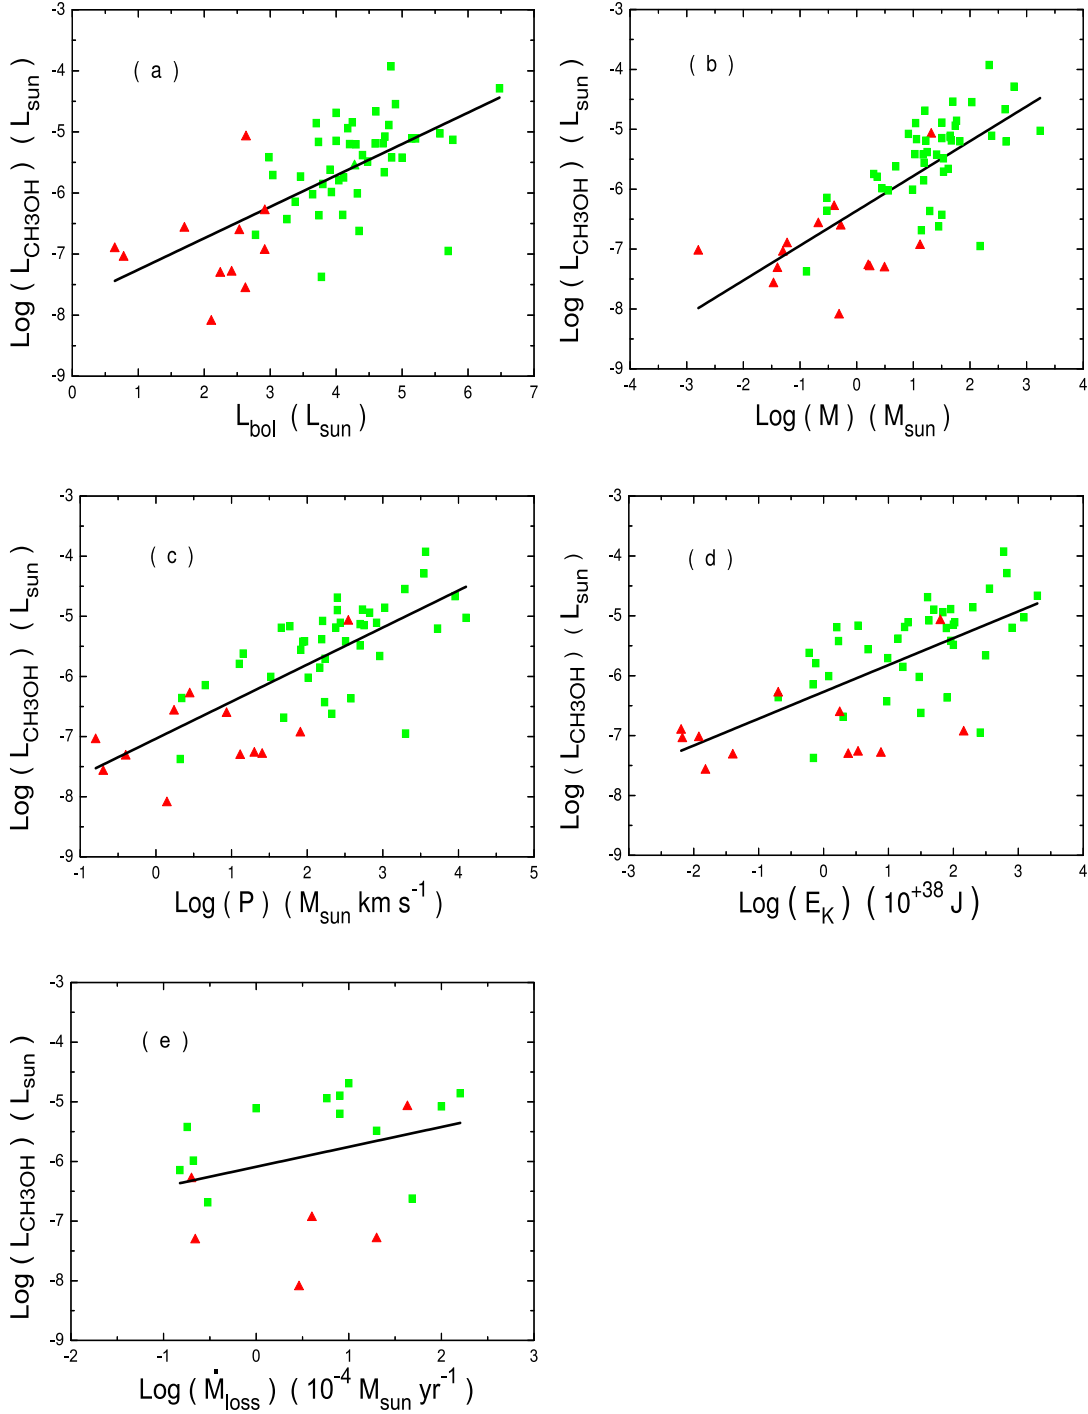 ( a )
-3
-4
-5
-6
-7
-8
-9
0 1 2 3 4 5 6 7
Log ( L_CH3OH ) ( L_sun )
L_bol ( L_sun )
( b )
-3
-4
-5
-6
-7
-8
-9
-4 -3 -2 -1 0 1 2 3 4
Log ( L_CH3OH ) ( L_sun )
Log ( M ) ( M_sun )
( c )
-3
-4
-5
-6
-7
-8
-9
-1 0 1 2 3 4 5
Log ( L_CH3OH ) ( L_sun )
Log ( P ) ( M_sun km s⁻¹ )
( d )
-3
-4
-5
-6
-7
-8
-9
-3 -2 -1 0 1 2 3 4
Log ( L_CH3OH ) ( L_sun )
Log ( E_K ) ( 10⁺³⁸ J )
( e )
-3
-4
-5
-6
-7
-8
-9
-2 -1 0 1 2 3
Log ( L_CH3OH ) ( L_sun )
Log ( Ṁ_loss ) ( 10⁻⁴ M_sun yr⁻¹ )